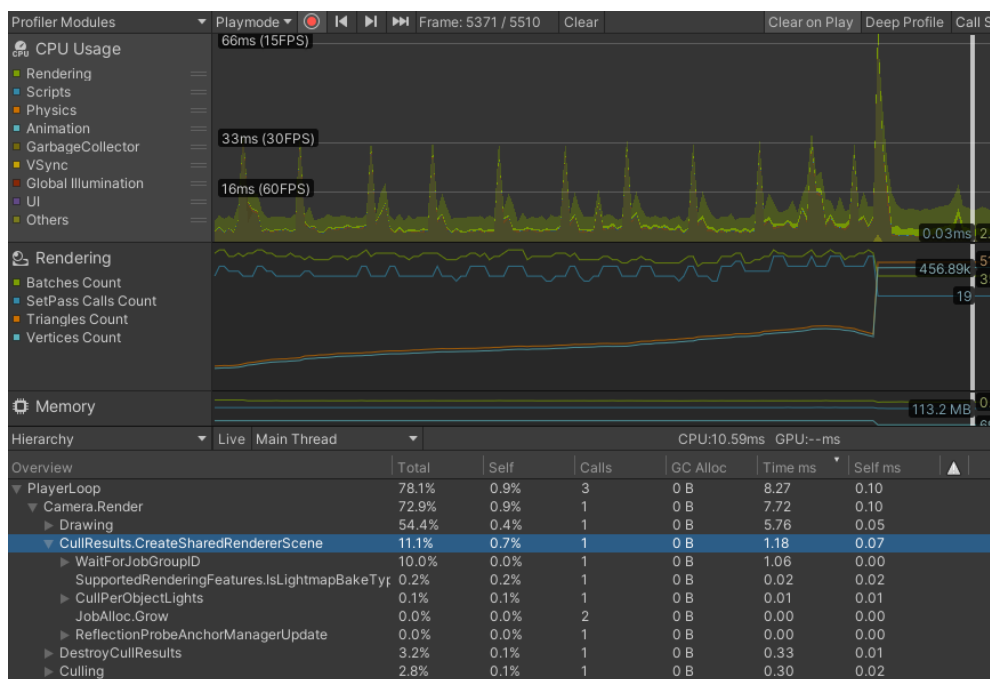 Profiler Modules Playmode Frame: 5371 / 5510 Clear Clear on Play Deep Profile Call S
CPU Usage
CPU
66ms (15FPS)
Rendering
Scripts
Physics
Animation
GarbageCollector
33ms (30FPS)
VSync
Global Illumination
16ms (60FPS)
UI
Others
0.03ms 2.
Rendering
456.89k
Batches Count
SetPass Calls Count
19
Triangles Count
Vertices Count
Memory
113.2 MB
Hierarchy Live Main Thread CPU:10.59ms GPU:--ms
Overview Total Self Calls GC Alloc Time ms Self ms
PlayerLoop 78.1% 0.9% 3 0 B 8.27 0.10
Camera.Render 72.9% 0.9% 1 0 B 7.72 0.10
Drawing 54.4% 0.4% 1 0 B 5.76 0.05
CullResults.CreateSharedRendererScene 11.1% 0.7% 1 0 B 1.18 0.07
WaitForJobGroupID 10.0% 0.0% 1 0 B 1.06 0.00
SupportedRenderingFeatures.IsLightmapBakeTyp 0.2% 0.2% 1 0 B 0.02 0.02
CullPerObjectLights 0.1% 0.1% 1 0 B 0.01 0.01
JobAlloc.Grow 0.0% 0.0% 2 0 B 0.00 0.00
ReflectionProbeAnchorManagerUpdate 0.0% 0.0% 1 0 B 0.00 0.00
DestroyCullResults 3.2% 0.1% 1 0 B 0.33 0.01
Culling 2.8% 0.1% 1 0 B 0.30 0.02